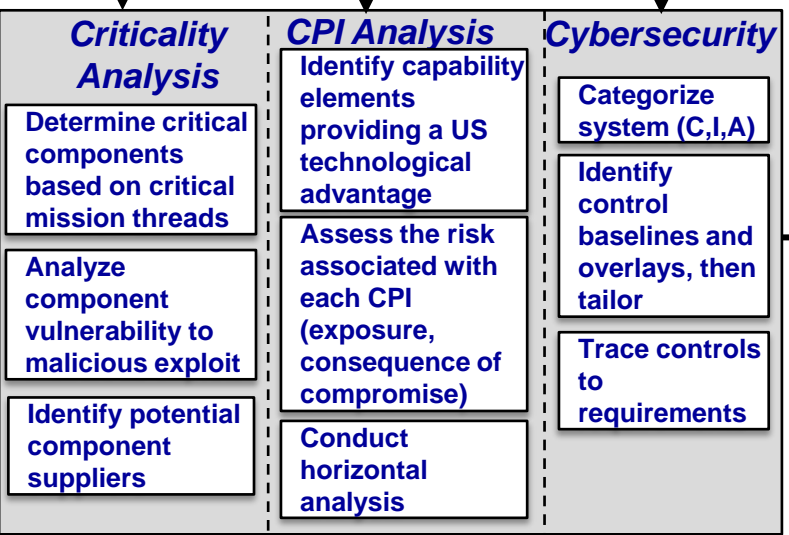 Criticality
Analysis
Determine critical
components
based on critical
mission threads
Analyze
component
vulnerability to
malicious exploit
Identify potential
component
suppliers
CPI Analysis
Identify capability
elements
providing a US
technological
advantage
Assess the risk
associated with
each CPI
(exposure,
consequence of
compromise)
Conduct
horizontal
analysis
Cybersecurity
Categorize
system (C,I,A)
Identify
control
baselines and
overlays, then
tailor
Trace controls
to
requirements